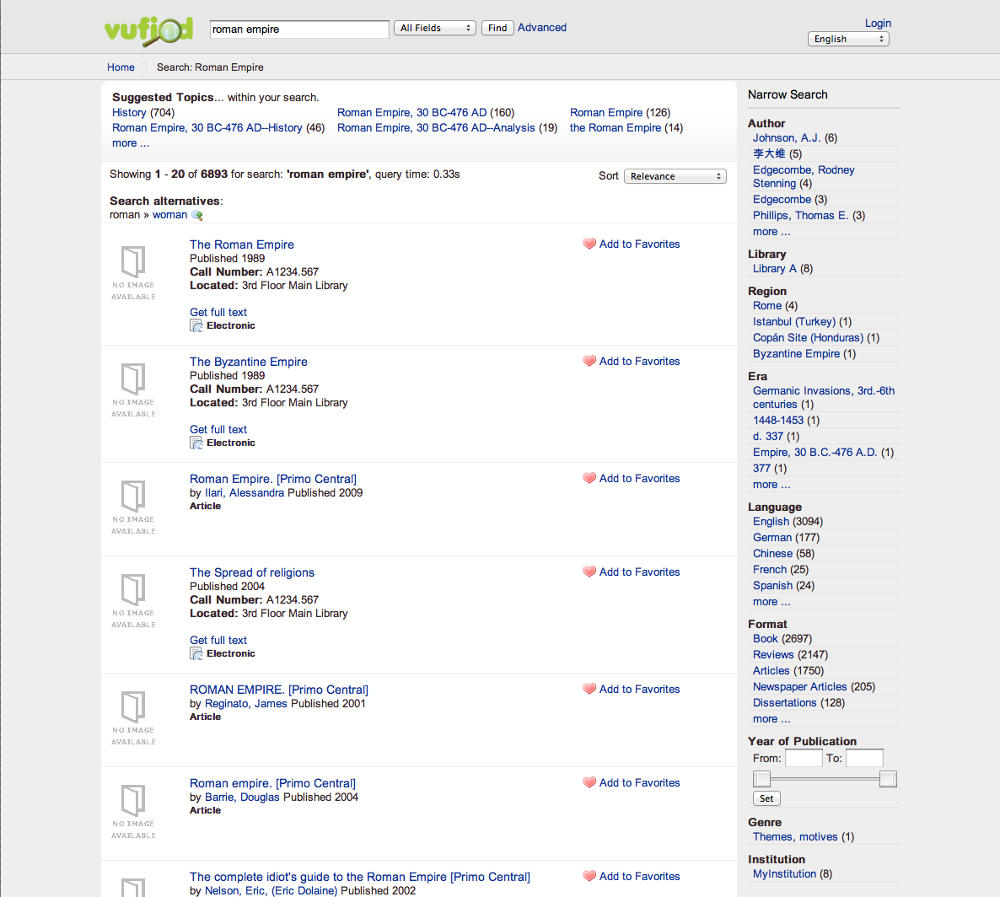 vufind
roman empire
All Fields
Find
Advanced
Login
English
Home
Search: Roman Empire
Suggested Topics... within your search.
History (704)
Roman Empire, 30 BC-476 AD (160)
Roman Empire (126)
Roman Empire, 30 BC-476 AD--History (46)
Roman Empire, 30 BC-476 AD--Analysis (19)
the Roman Empire (14)
more ...
Showing 1 - 20 of 6893 for search: 'roman empire', query time: 0.33s
Sort
Relevance
Search alternatives:
roman » woman
NO IMAGE
AVAILABLE
The Roman Empire
Published 1989
Call Number: A1234.567
Located: 3rd Floor Main Library
Get full text
Electronic
Add to Favorites
NO IMAGE
AVAILABLE
The Byzantine Empire
Published 1989
Call Number: A1234.567
Located: 3rd Floor Main Library
Get full text
Electronic
Add to Favorites
NO IMAGE
AVAILABLE
Roman Empire. [Primo Central]
by Ilari, Alessandra Published 2009
Article
Add to Favorites
NO IMAGE
AVAILABLE
The Spread of religions
Published 2004
Call Number: A1234.567
Located: 3rd Floor Main Library
Get full text
Electronic
Add to Favorites
NO IMAGE
AVAILABLE
ROMAN EMPIRE. [Primo Central]
by Reginato, James Published 2001
Article
Add to Favorites
NO IMAGE
AVAILABLE
Roman empire. [Primo Central]
by Barrie, Douglas Published 2004
Article
Add to Favorites
The complete idiot's guide to the Roman Empire [Primo Central]
by Nelson, Eric, (Eric Dolaine) Published 2002
Add to Favorites
Narrow Search
Author
Johnson, A.J. (6)
李大维 (5)
Edgecombe, Rodney
Stenning (4)
Edgecombe (3)
Phillips, Thomas E. (3)
more ...
Library
Library A (8)
Region
Rome (4)
Istanbul (Turkey) (1)
Copán Site (Honduras) (1)
Byzantine Empire (1)
Era
Germanic Invasions, 3rd.-6th
centuries (1)
1448-1453 (1)
d. 337 (1)
Empire, 30 B.C.-476 A.D. (1)
377 (1)
more ...
Language
English (3094)
German (177)
Chinese (58)
French (25)
Spanish (24)
more ...
Format
Book (2697)
Reviews (2147)
Articles (1750)
Newspaper Articles (205)
Dissertations (128)
more ...
Year of Publication
From:
To:
Set
Genre
Themes, motives (1)
Institution
MyInstitution (8)